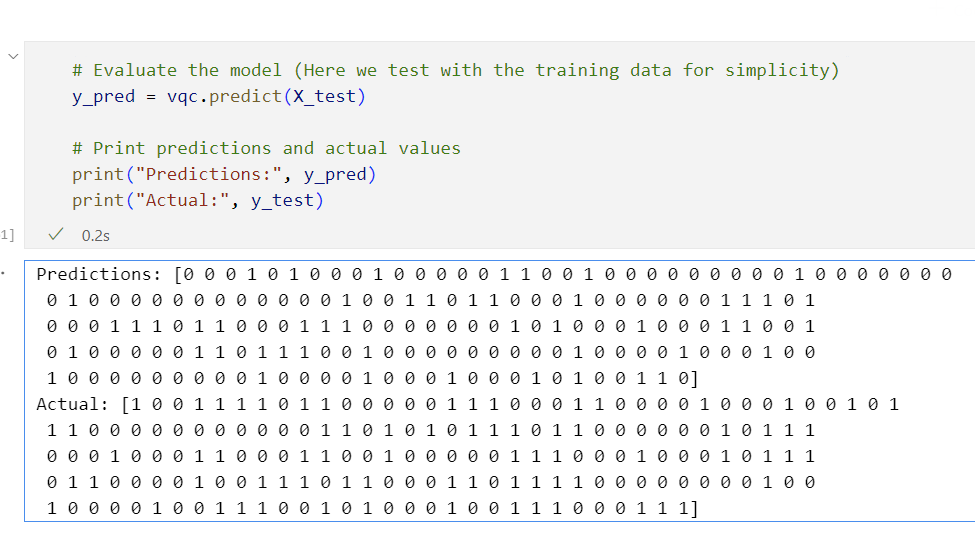 # Evaluate the model (Here we test with the training data for simplicity)
y_pred = vqc.predict(X_test)
# Print predictions and actual values
print("Predictions:", y_pred)
print("Actual:", y_test)
1] 0.2s
Predictions: [0 0 0 1 0 1 0 0 0 1 0 0 0 0 0 1 1 0 0 1 0 0 0 0 0 0 0 0 0 1 0 0 0 0 0 0 0
0 1 0 0 0 0 0 0 0 0 0 0 0 0 1 0 0 1 1 0 1 1 0 0 0 1 0 0 0 0 0 0 1 1 1 0 1
0 0 0 1 1 1 0 1 1 0 0 0 1 1 1 0 0 0 0 0 0 0 1 0 1 0 0 0 1 0 0 0 1 1 0 0 1
0 1 0 0 0 0 0 1 1 0 1 1 1 0 0 1 0 0 0 0 0 0 0 0 0 1 0 0 0 0 1 0 0 0 1 0 0
1 0 0 0 0 0 0 0 0 0 1 0 0 0 0 1 0 0 0 1 0 0 0 1 0 1 0 0 1 1 0]
Actual: [1 0 0 1 1 1 1 0 1 1 0 0 0 0 0 1 1 1 0 0 0 1 1 0 0 0 0 1 0 0 0 1 0 0 1 0 1
1 1 0 0 0 0 0 0 0 0 0 0 0 1 1 0 1 0 1 0 1 1 1 0 1 1 0 0 0 0 0 0 1 0 1 1 1
0 0 0 1 0 0 0 1 1 0 0 0 1 1 0 0 1 0 0 0 0 0 1 1 1 0 0 0 1 0 0 0 1 0 1 1 1
0 1 1 0 0 0 0 1 0 0 1 1 1 0 1 1 0 0 0 1 1 0 1 1 1 1 0 0 0 0 0 0 0 0 1 0 0
1 0 0 0 0 1 0 0 1 1 1 0 0 1 0 1 0 0 0 1 0 0 1 1 1 0 0 0 1 1 1]